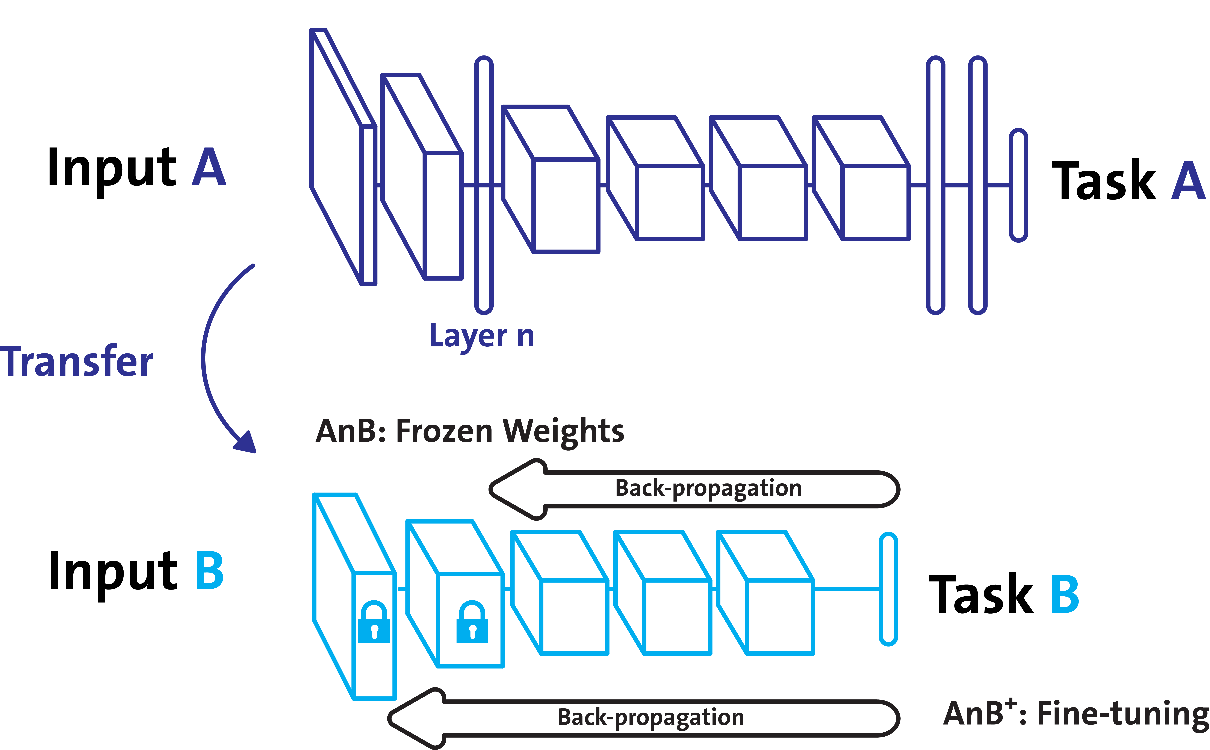 Input A
Task A
Layer n
Transfer
AnB: Frozen Weights
Back-propagation
Input B
Task B
Back-propagation
AnB⁺: Fine-tuning